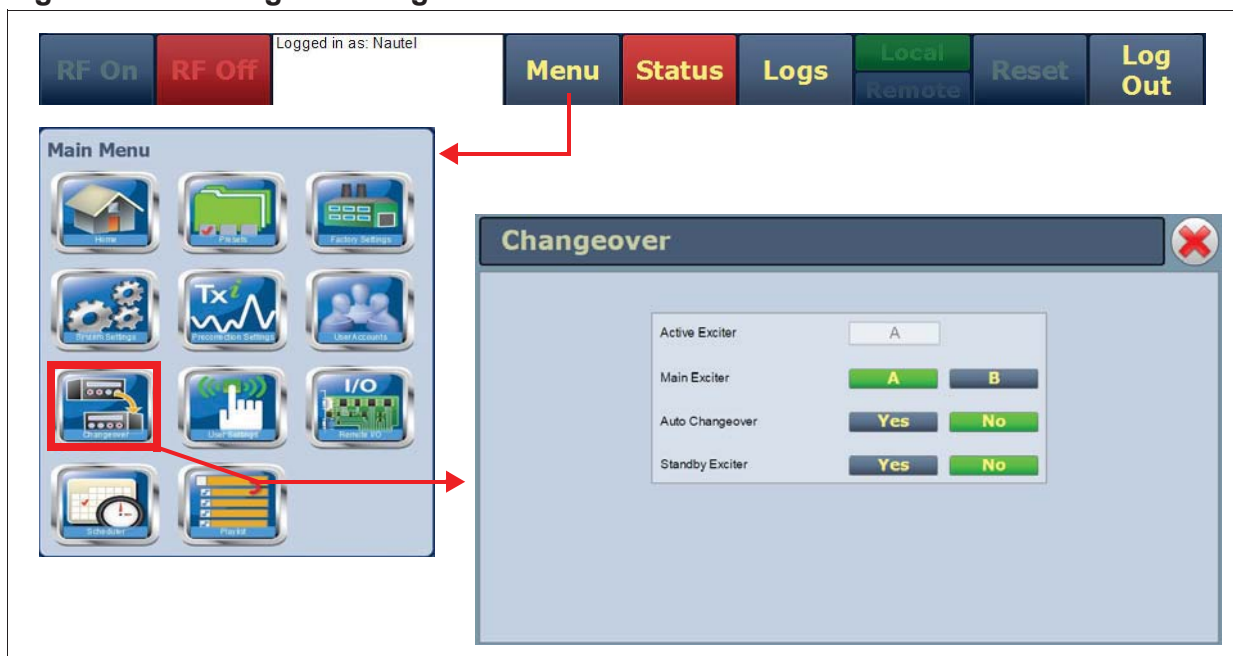 Logged in as: Nautel
RF On
RF Off
Menu
Status
Logs
Local
Remote
Reset
Log Out
Main Menu
Home
Presets
Factory Settings
System Settings
Tx i
Precorrection Settings
User Accounts
Changeover
User Settings
I/O
Remote I/O
Scheduler
Playlist
Changeover
Active Exciter A
Main Exciter A B
Auto Changeover Yes No
Standby Exciter Yes No